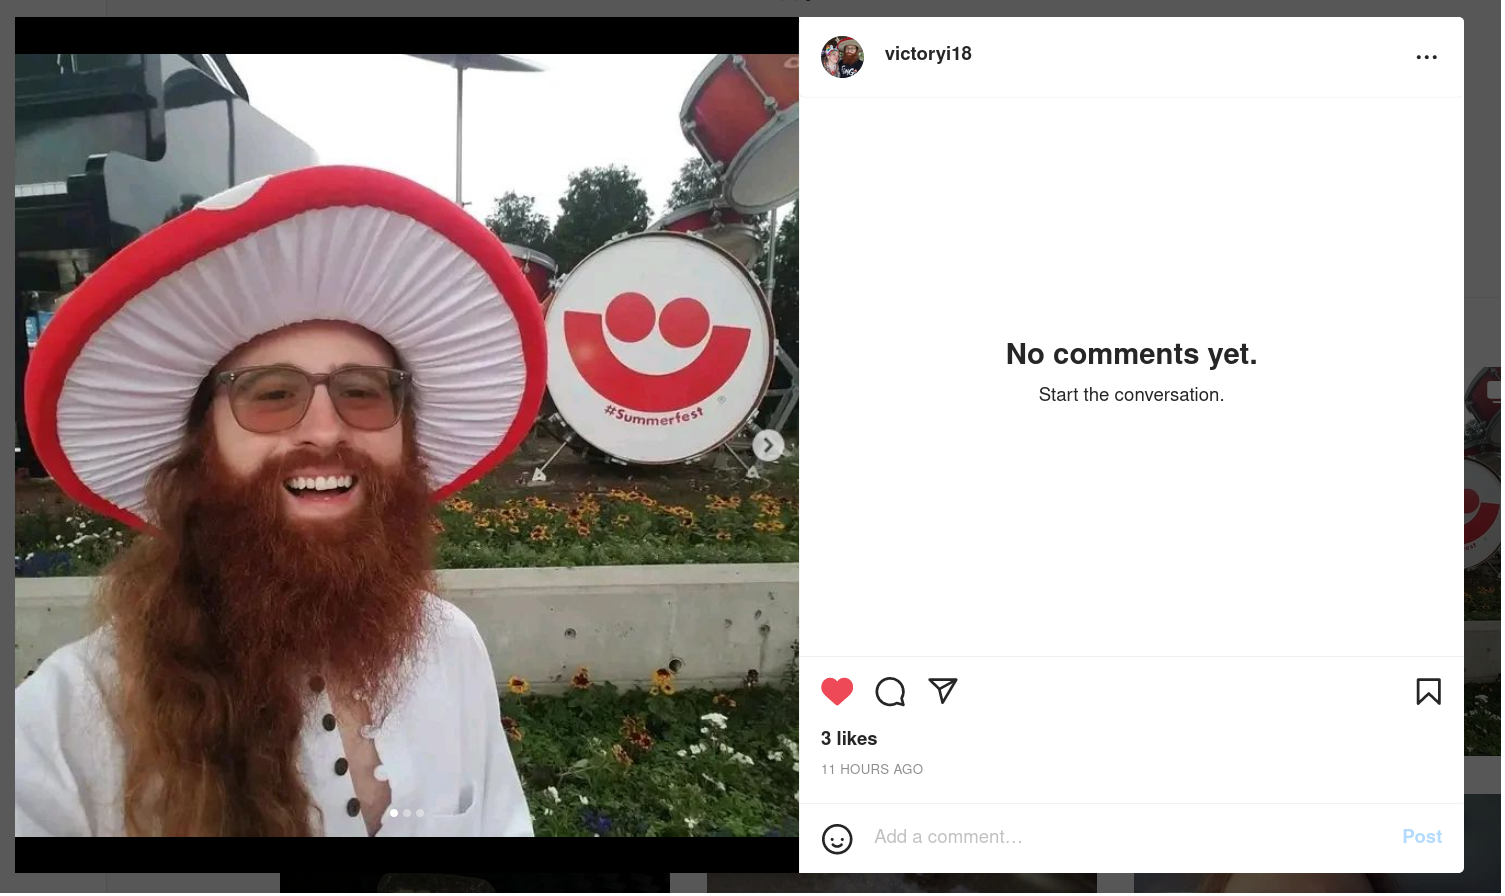 victoryi18
#Summerfest
No comments yet.
Start the conversation.
3 likes
11 HOURS AGO
Add a comment…
Post